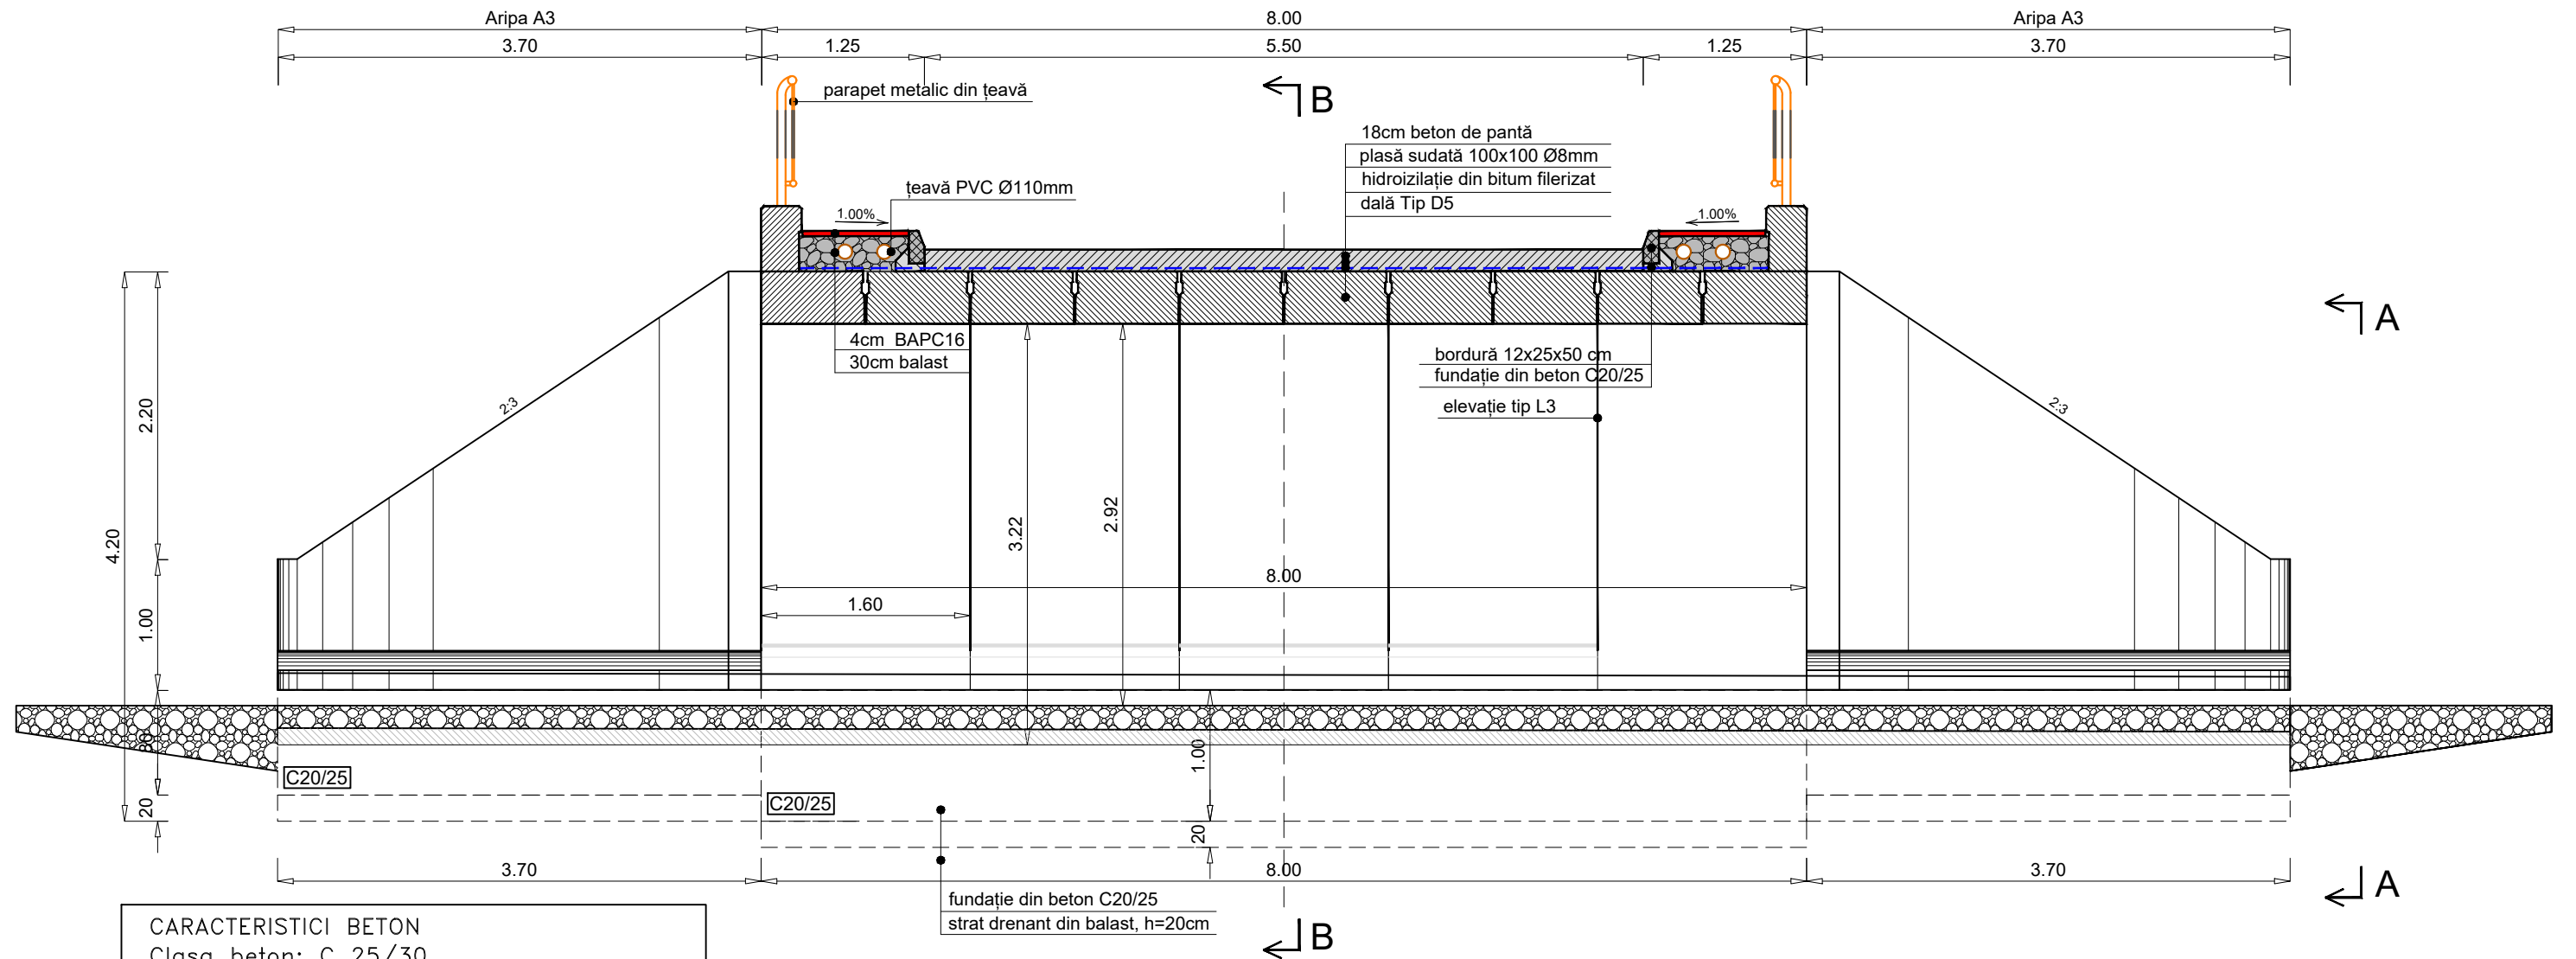 Aripa A3
8.00
Aripa A3
3.70
1.25
5.50
1.25
3.70
parapet metalic din țeavă
B
18cm beton de pantă
plasă sudată 100x100 Ø8mm
hidroizilație din bitum filerizat
dală Tip D5
țeavă PVC Ø110mm
1.00%
1.00%
A
4cm BAPC16
30cm balast
bordură 12x25x50 cm
fundație din beton C20/25
elevație tip L3
2:3
2:3
2.20
4.20
3.22
2.92
8.00
1.60
1.00
80
1.00
C20/25
C20/25
20
20
3.70
8.00
3.70
A
fundație din beton C20/25
strat drenant din balast, h=20cm
B
CARACTERISTICI BETON
Clasa beton: C 25/30